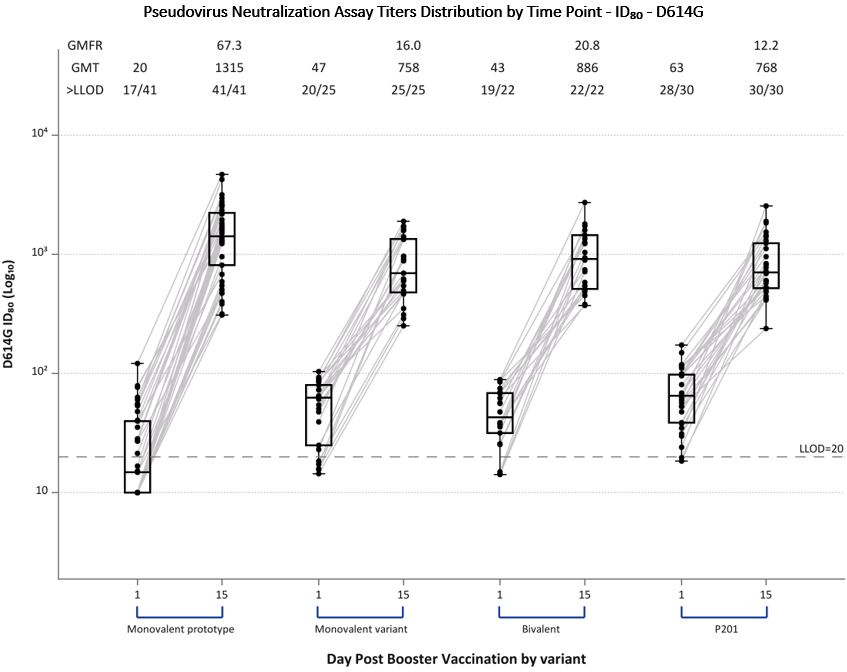 Pseudovirus Neutralization Assay Titers Distribution by Time Point - ID₈₀ - D614G
GMFR 67.3 16.0 20.8 12.2
GMT 20 1315 47 758 43 886 63 768
>LLOD 17/41 41/41 20/25 25/25 19/22 22/22 28/30 30/30
D614G ID₈₀ (Log₁₀)
10⁴
10³
10²
LLOD=20
10
1 15 1 15 1 15 1 15
Monovalent prototype Monovalent variant Bivalent P201
Day Post Booster Vaccination by variant